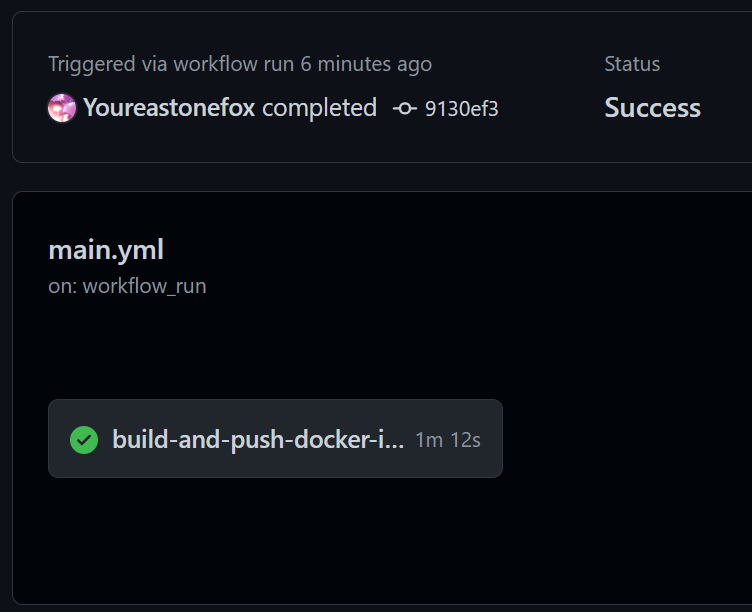 Triggered via workflow run 6 minutes ago
Status
Youreastonefox completed 9130ef3
Success
main.yml
on: workflow_run
build-and-push-docker-i... 1m 12s